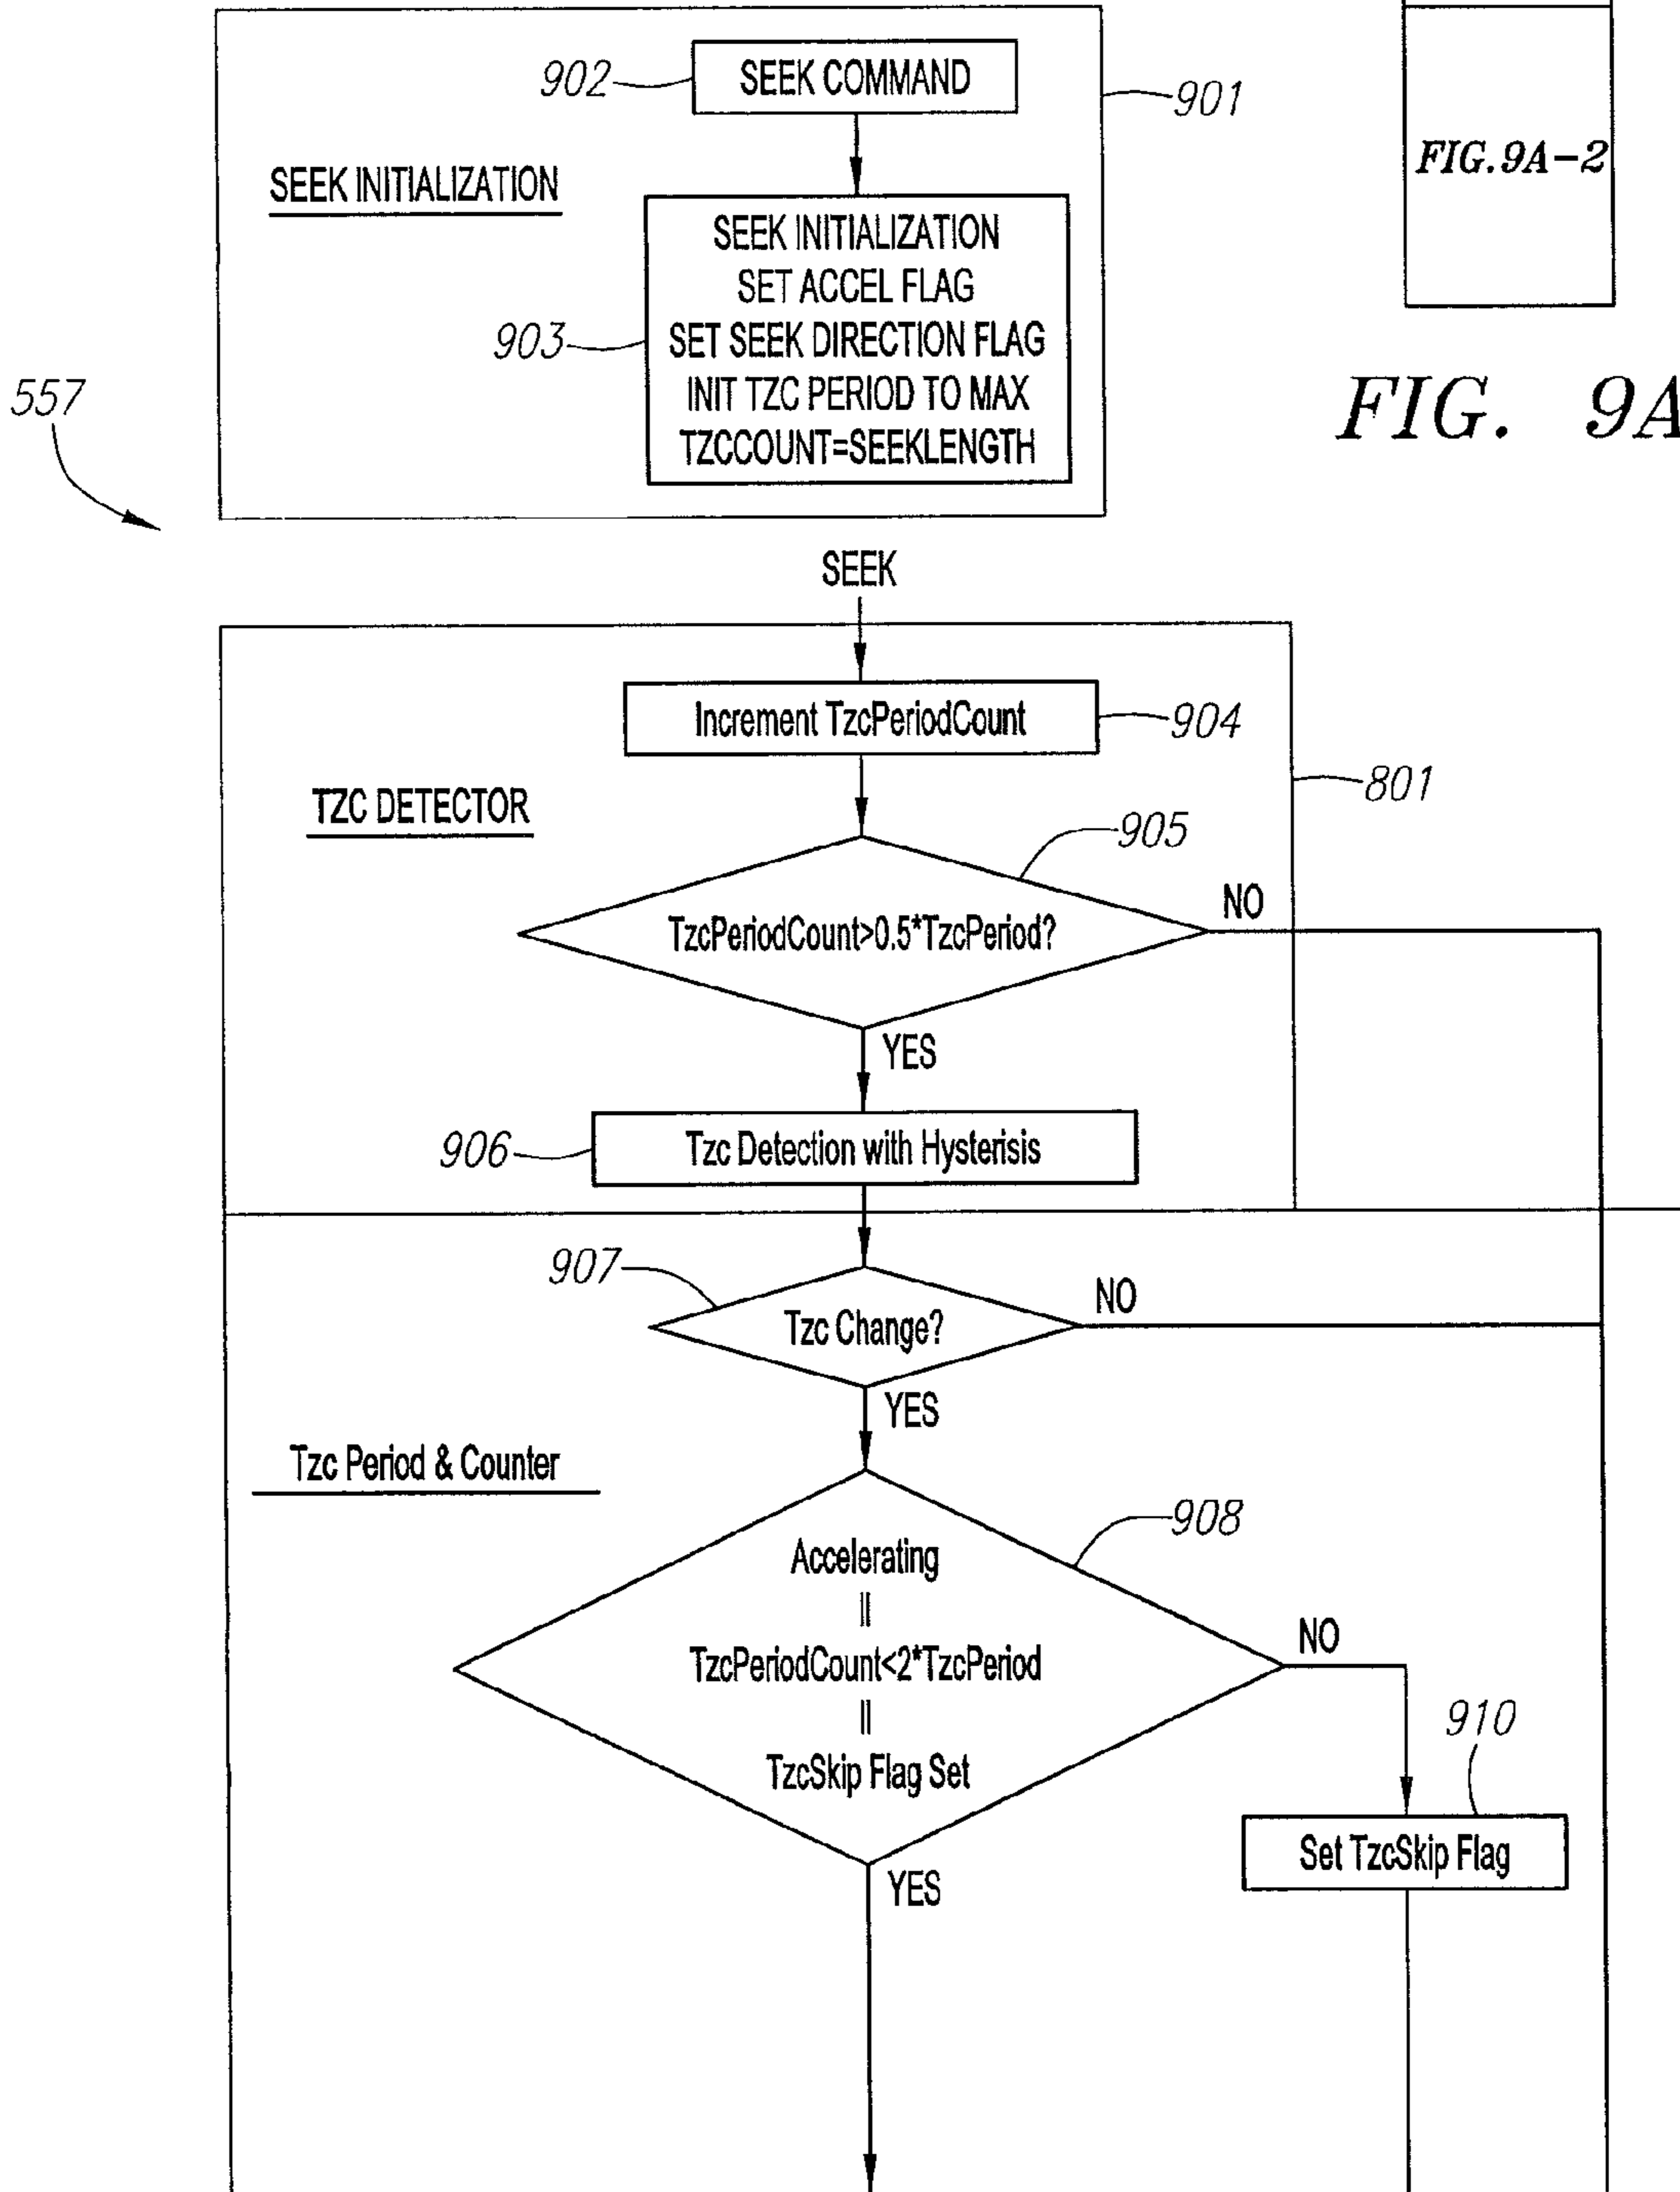 902
SEEK COMMAND
901
SEEK INITIALIZATION
FIG.9A-2
903
SEEK INITIALIZATION
SET ACCEL FLAG
SET SEEK DIRECTION FLAG
INIT TZC PERIOD TO MAX
TZCCOUNT=SEEKLENGTH
557
FIG. 9A
SEEK
Increment TzcPeriodCount
904
TZC DETECTOR
801
905
TzcPeriodCount>0.5*TzcPeriod?
NO
YES
906
Tzc Detection with Hysterisis
907
Tzc Change?
NO
YES
Tzc Period & Counter
908
Accelerating
||
TzcPeriodCount<2*TzcPeriod
||
TzcSkip Flag Set
NO
910
Set TzcSkip Flag
YES